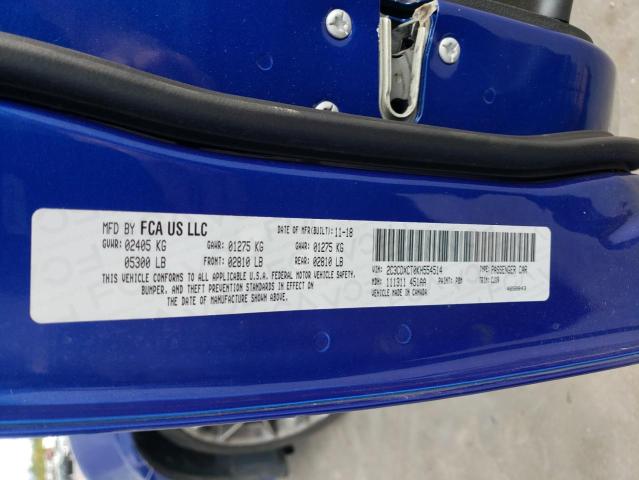 MFD BY FCA US LLC
DATE OF MFR(BUILT): 11-18
GVWR: 02405 KG GAWR: 01275 KG GAWR: 01275 KG
05300 LB FRONT: 02810 LB REAR: 02810 LB
THIS VEHICLE CONFORMS TO ALL APPLICABLE U.S.A. FEDERAL MOTOR VEHICLE SAFETY,
BUMPER, AND THEFT PREVENTION STANDARDS IN EFFECT ON
THE DATE OF MANUFACTURE SHOWN ABOVE.
VIN: 2C3CDXCT0KH554514 TYPE: PASSENGER CAR
MDH: 111911 451AA PAINT: PBM TRIM: CLX9
VEHICLE MADE IN CANADA